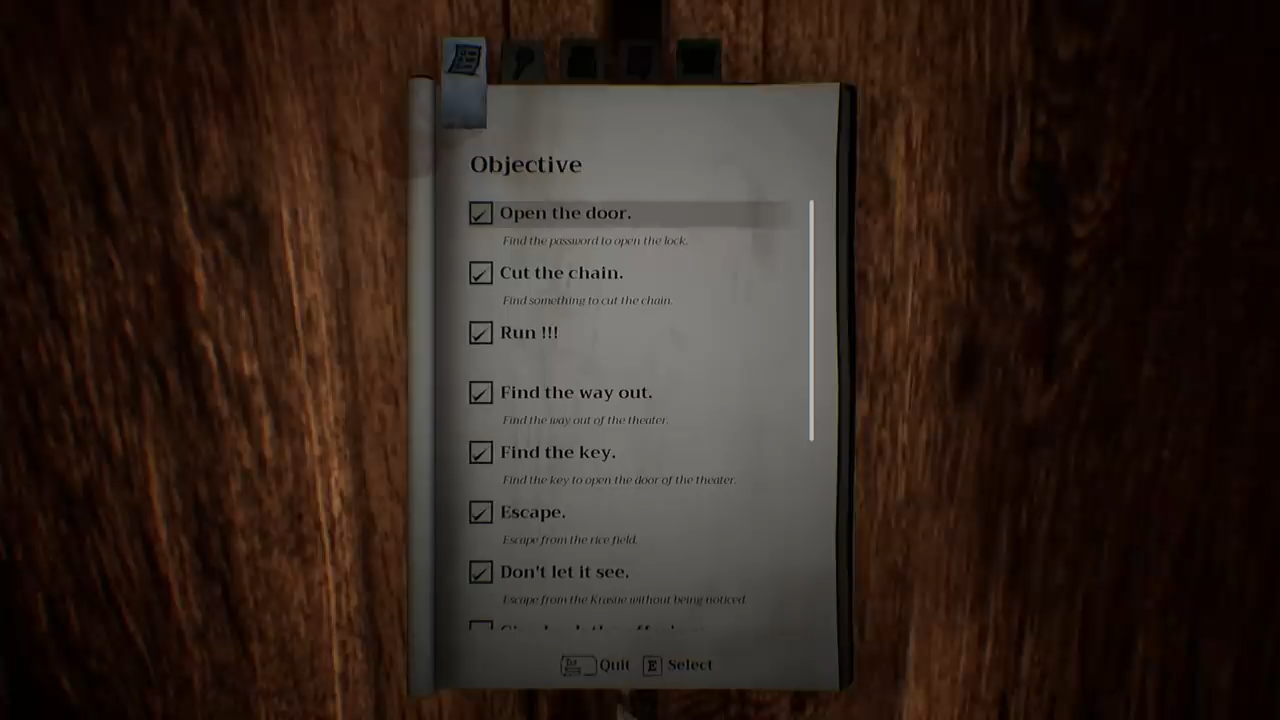 Objective
Open the door.
Find the password to open the lock.
Cut the chain.
Find something to cut the chain.
Run !!!
Find the way out.
Find the way out of the theater.
Find the key.
Find the key to open the door of the theater.
Escape.
Escape from the rice field.
Don't let it see.
Escape from the Krasue without being noticed
Quit E Select